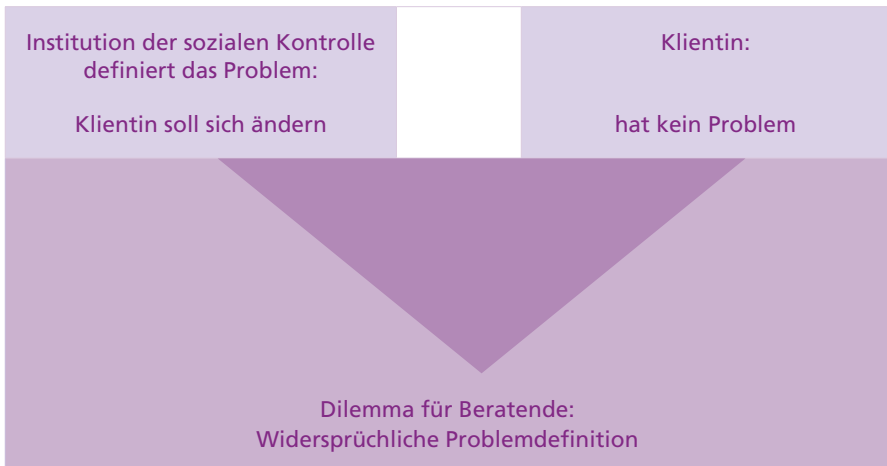 Institution der sozialen Kontrolle
definiert das Problem:
Klientin soll sich ändern
Klientin:
hat kein Problem
Dilemma für Beratende:
Widersprüchliche Problemdefinition